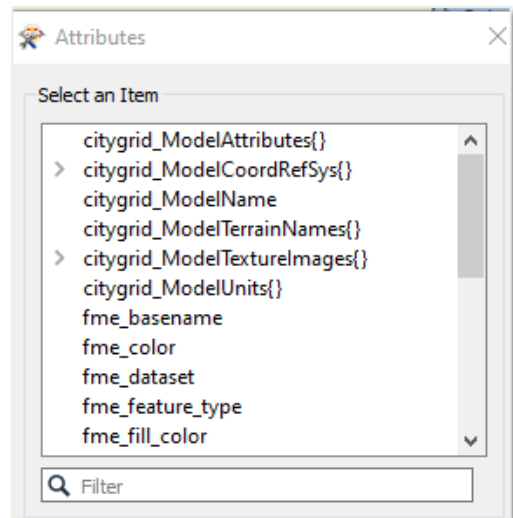 Attributes
Select an Item
citygrid_ModelAttributes{}
citygrid_ModelCoordRefSys{}
citygrid_ModelName
citygrid_ModelTerrainNames{}
citygrid_ModelTextureImages{}
citygrid_ModelUnits{}
fme_basename
fme_color
fme_dataset
fme_feature_type
fme_fill_color
Filter